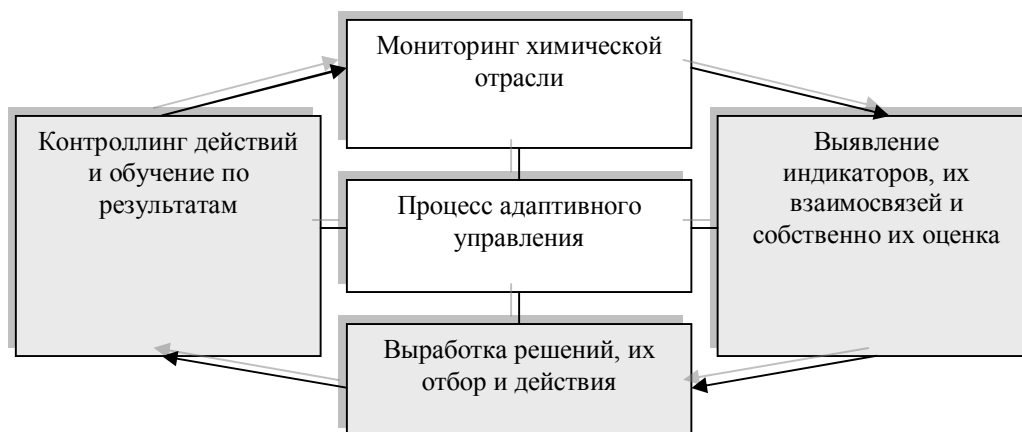 Мониторинг химической
отрасли
Контроллинг действий
и обучение по
результатам
Процесс адаптивного
управления
Выявление
индикаторов, их
взаимосвязей и
собственно их оценка
Выработка решений, их
отбор и действия